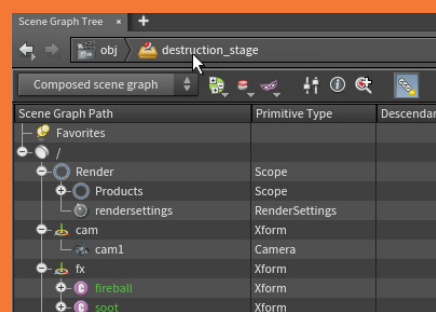 Scene Graph Tree × +
obj destruction_stage
Composed scene graph
Scene Graph Path Primitive Type Descendan
Favorites
/
Render Scope
Products Scope
rendersettings RenderSettings
cam Xform
cam1 Camera
fx Xform
fireball Xform
soot Xform